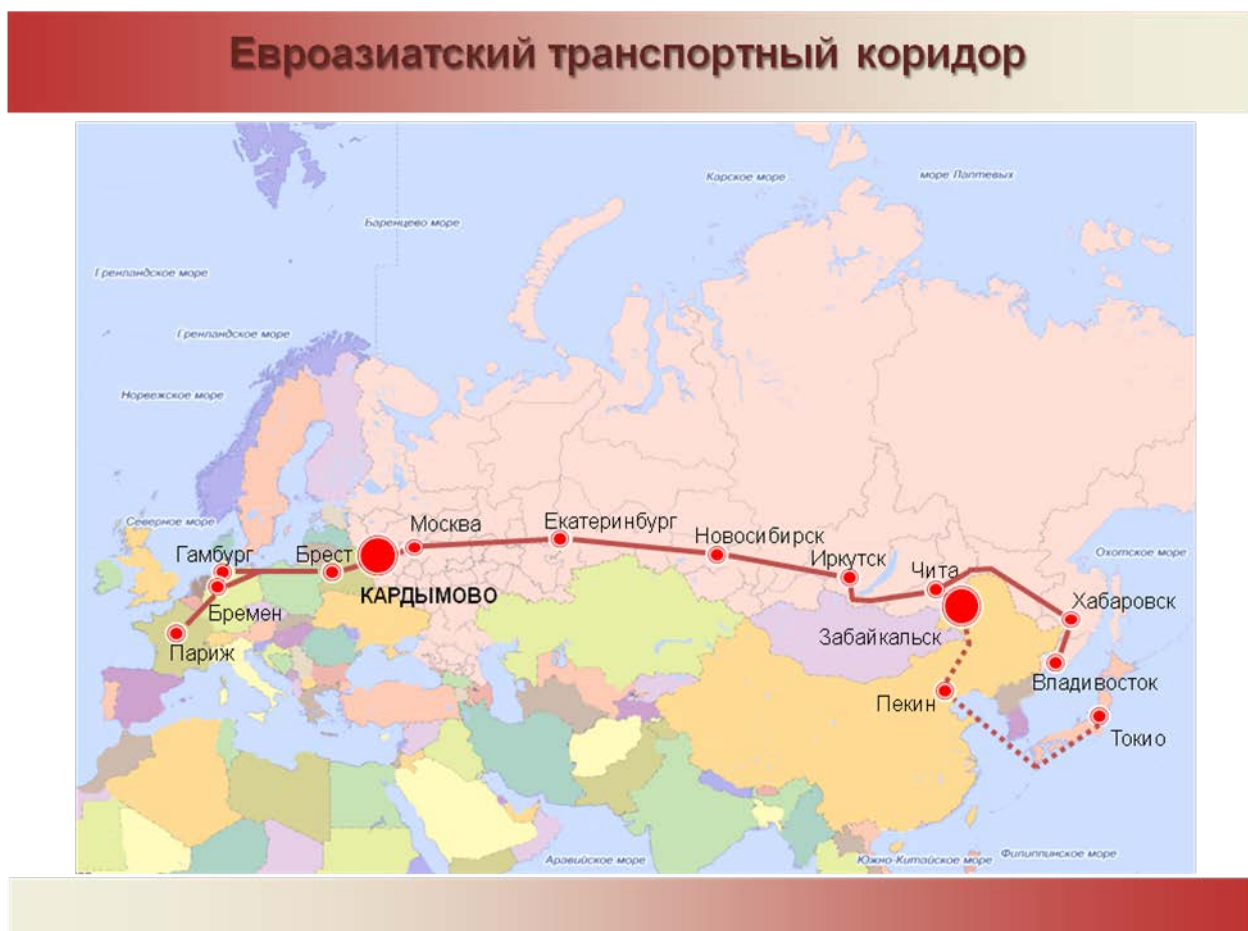 Евроазиатский транспортный коридор
Карское море
море Лаптевых
Баренцево море
Гренландское море
Гренландское море
Норвежское море
Северное море
Охотское море
Москва
Екатеринбург
Новосибирск
Гамбург
Брест
Иркутск
Чита
КАРДЫМОВО
Хабаровск
Бремен
Забайкальск
Париж
Владивосток
Пекин
Токио
Аравийское море
Южно-Китайское море
Филиппинское море